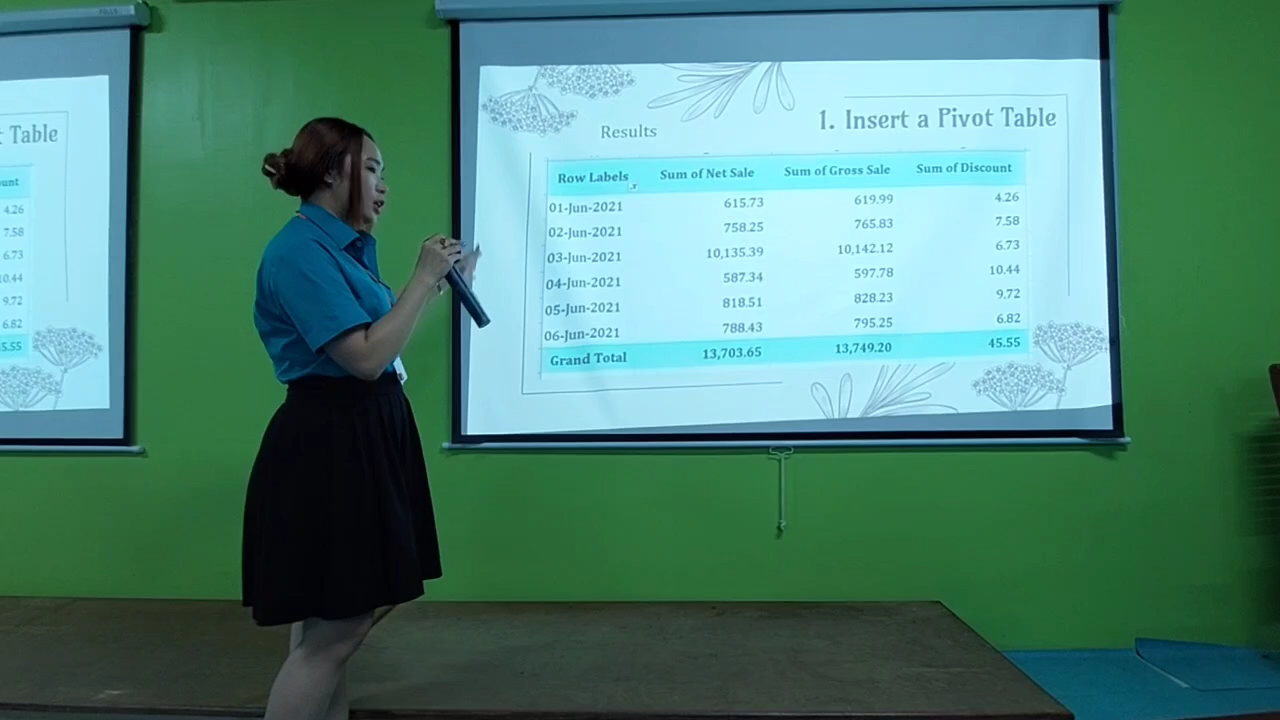 t Table
unt
4.26
7.58
6.73
10.44
9.72
6.82
5.55
1. Insert a Pivot Table
Results
Row Labels Sum of Net Sale Sum of Gross Sale Sum of Discount
01-Jun-2021 615.73 619.99 4.26
02-Jun-2021 758.25 765.83 7.58
03-Jun-2021 10,135.39 10,142.12 6.73
04-Jun-2021 587.34 597.78 10.44
05-Jun-2021 818.51 828.23 9.72
06-Jun-2021 788.43 795.25 6.82
Grand Total 13,703.65 13,749.20 45.55